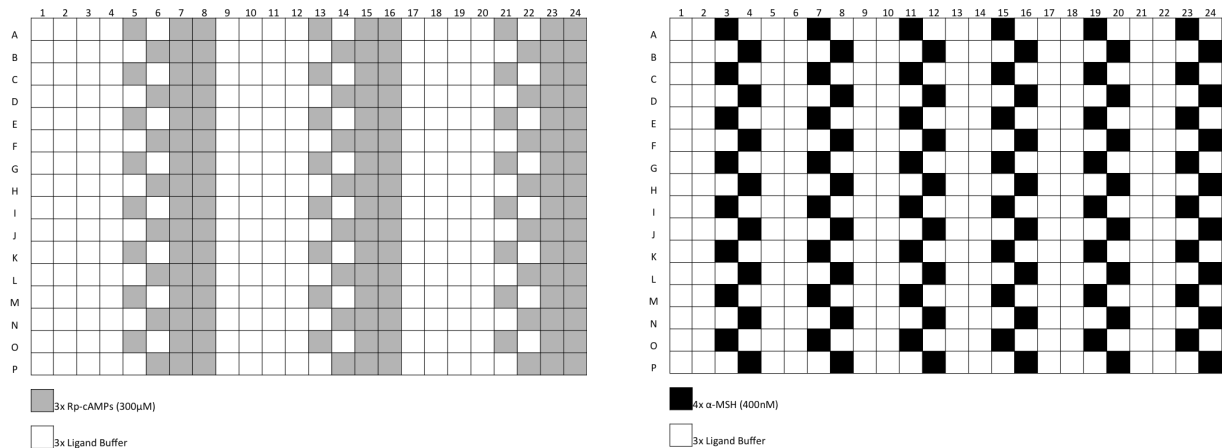 1 2 3 4 5 6 7 8 9 10 11 12 13 14 15 16 17 18 19 20 21 22 23 24
A
B
C
D
E
F
G
H
I
J
K
L
M
N
O
P
3x Rp-cAMPs (300µM)
3x Ligand Buffer
1 2 3 4 5 6 7 8 9 10 11 12 13 14 15 16 17 18 19 20 21 22 23 24
A
B
C
D
E
F
G
H
I
J
K
L
M
N
O
P
4x α-MSH (400nM)
3x Ligand Buffer